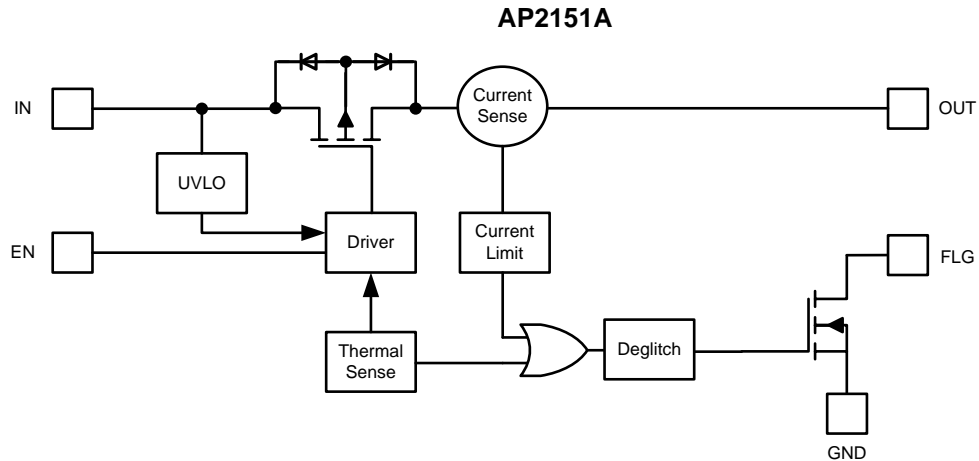 AP2151A
IN
Current
Sense
OUT
UVLO
EN
Driver
Current
Limit
FLG
Thermal
Sense
Deglitch
GND